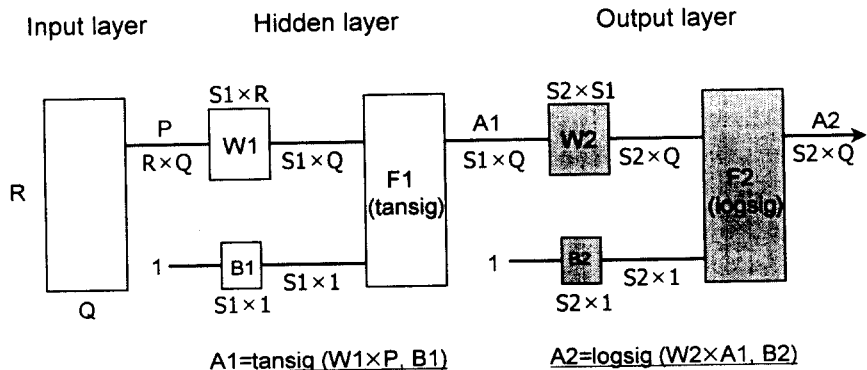 Input layer
Hidden layer
Output layer
S1×R
S2×S1
P
W1
A1
W2
A2
R×Q
S1×Q
S1×Q
S2×Q
S2×Q
R
F1
(tansig)
F2
(logsig)
1
B1
1
B2
S1×1
S2×1
S1×1
S2×1
Q
A1=tansig (W1×P, B1)
A2=logsig (W2×A1, B2)